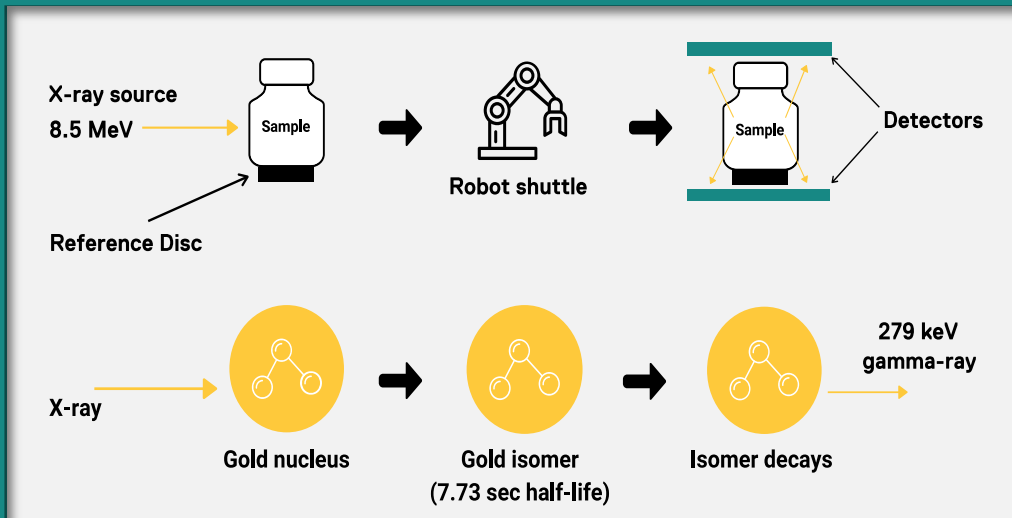 X-ray source
8.5 MeV
Sample
Robot shuttle
Sample
Detectors
Reference Disc
X-ray
Gold nucleus
Gold isomer
(7.73 sec half-life)
Isomer decays
279 keV
gamma-ray